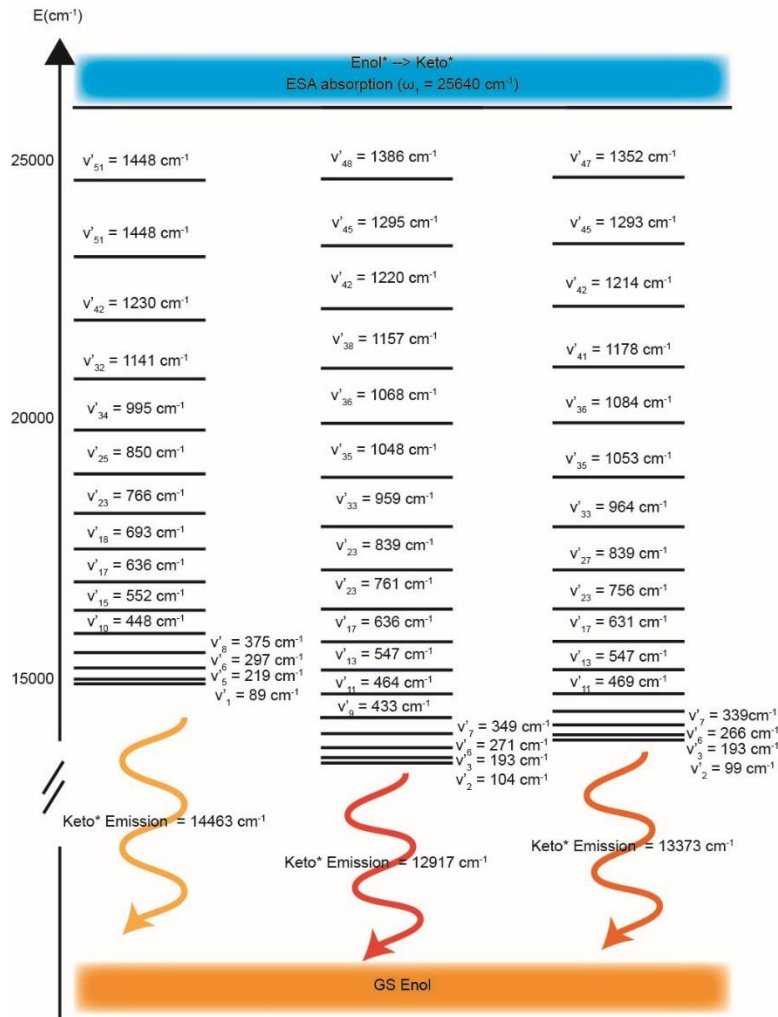 E(cm⁻¹)
Enol* --> Keto*
ESA absorption (ω₁ = 25640 cm⁻¹)
25000
20000
15000
v'₅₁ = 1448 cm⁻¹
v'₅₁ = 1448 cm⁻¹
v'₄₂ = 1230 cm⁻¹
v'₃₂ = 1141 cm⁻¹
v'₃₄ = 995 cm⁻¹
v'₂₅ = 850 cm⁻¹
v'₂₃ = 766 cm⁻¹
v'₁₈ = 693 cm⁻¹
v'₁₇ = 636 cm⁻¹
v'₁₅ = 552 cm⁻¹
v'₁₀ = 448 cm⁻¹
v'₈ = 375 cm⁻¹
v'₆ = 297 cm⁻¹
v'₅ = 219 cm⁻¹
v'₁ = 89 cm⁻¹
Keto* Emission = 14463 cm⁻¹
v'₄₈ = 1386 cm⁻¹
v'₄₅ = 1295 cm⁻¹
v'₄₂ = 1220 cm⁻¹
v'₃₈ = 1157 cm⁻¹
v'₃₆ = 1068 cm⁻¹
v'₃₅ = 1048 cm⁻¹
v'₃₃ = 959 cm⁻¹
v'₂₃ = 839 cm⁻¹
v'₂₃ = 761 cm⁻¹
v'₁₇ = 636 cm⁻¹
v'₁₃ = 547 cm⁻¹
v'₁₁ = 464 cm⁻¹
v'₉ = 433 cm⁻¹
v'₇ = 349 cm⁻¹
v'₆ = 271 cm⁻¹
v'₃ = 193 cm⁻¹
v'₂ = 104 cm⁻¹
Keto* Emission = 12917 cm⁻¹
v'₄₇ = 1352 cm⁻¹
v'₄₅ = 1293 cm⁻¹
v'₄₂ = 1214 cm⁻¹
v'₄₁ = 1178 cm⁻¹
v'₃₆ = 1084 cm⁻¹
v'₃₅ = 1053 cm⁻¹
v'₃₃ = 964 cm⁻¹
v'₂₇ = 839 cm⁻¹
v'₂₃ = 756 cm⁻¹
v'₁₇ = 631 cm⁻¹
v'₁₃ = 547 cm⁻¹
v'₁₁ = 469 cm⁻¹
v'₇ = 339cm⁻¹
v'₆ = 266 cm⁻¹
v'₃ = 193 cm⁻¹
v'₂ = 99 cm⁻¹
Keto* Emission = 13373 cm⁻¹
GS Enol